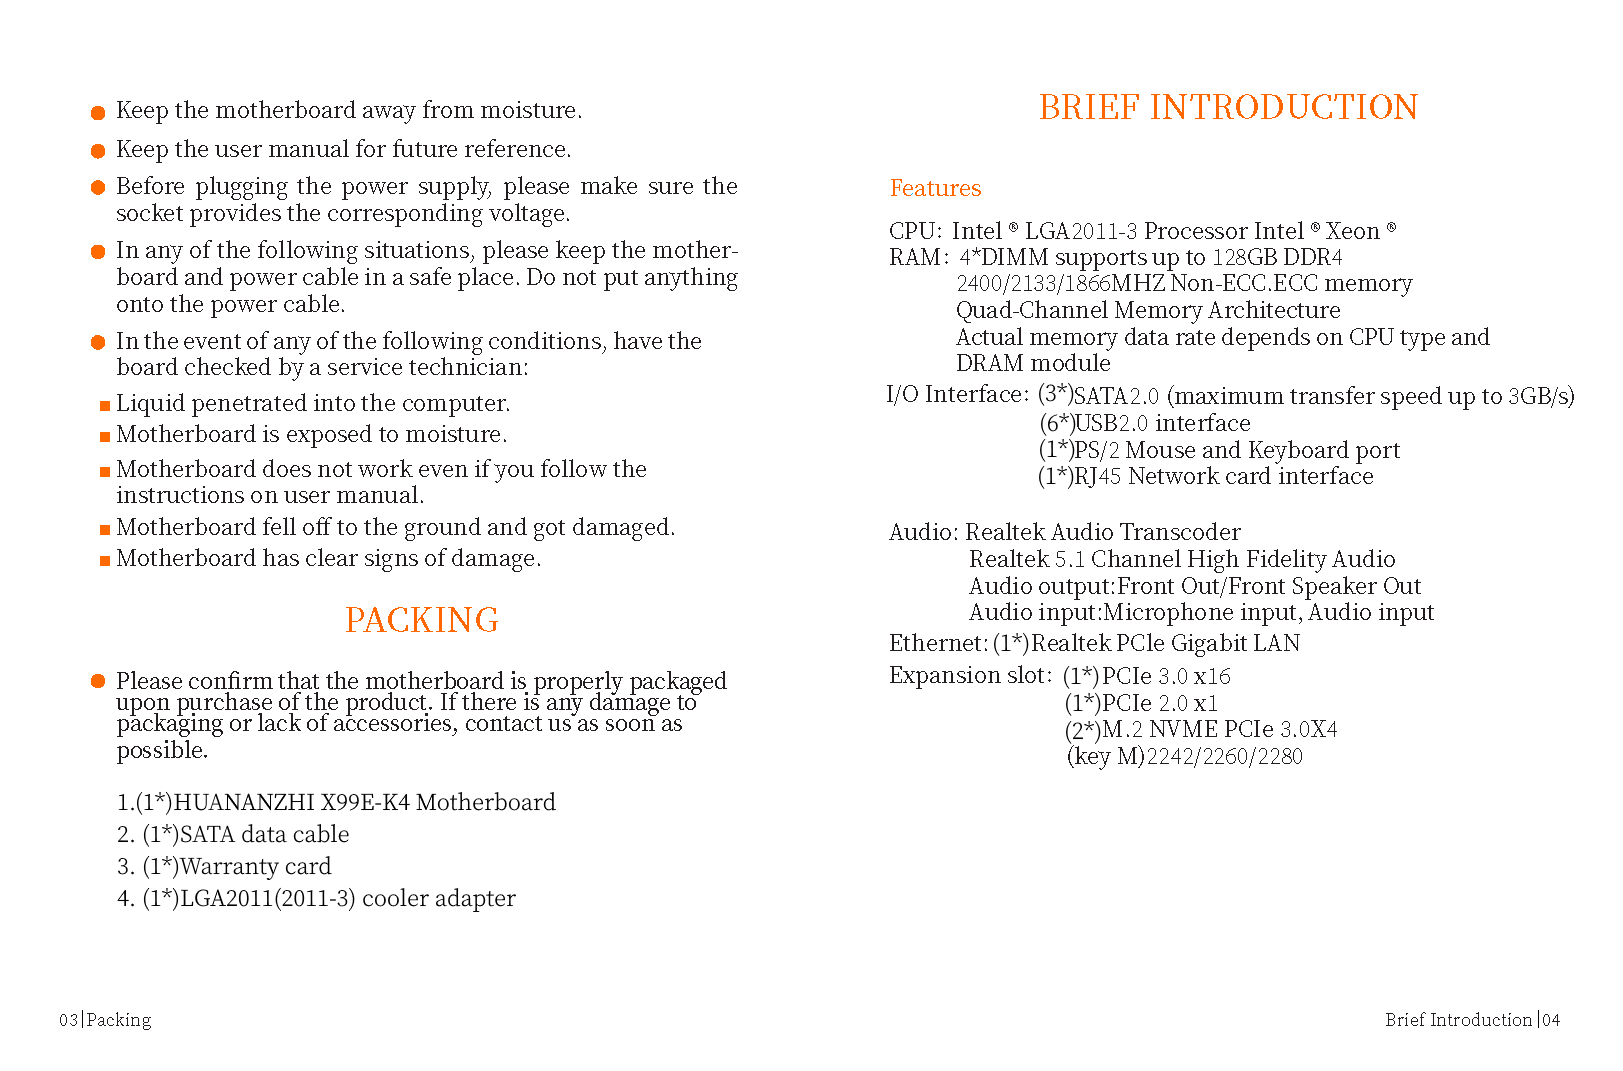 ● Keep the motherboard away from moisture.
● Keep the user manual for future reference.
● Before plugging the power supply, please make sure the
socket provides the corresponding voltage.
● In any of the following situations, please keep the mother-
board and power cable in a safe place. Do not put anything
onto the power cable.
● In the event of any of the following conditions, have the
board checked by a service technician:
■ Liquid penetrated into the computer.
■ Motherboard is exposed to moisture.
■ Motherboard does not work even if you follow the
instructions on user manual.
■ Motherboard fell off to the ground and got damaged.
■ Motherboard has clear signs of damage.
PACKING
● Please confirm that the motherboard is properly packaged
upon purchase of the product. If there is any damage to
packaging or lack of accessories, contact us as soon as
possible.
1.(1*)HUANANZHI X99E-K4 Motherboard
2. (1*)SATA data cable
3. (1*)Warranty card
4. (1*)LGA2011(2011-3) cooler adapter
03|Packing
BRIEF INTRODUCTION
Features
CPU: Intel ® LGA2011-3 Processor Intel ® Xeon ®
RAM: 4*DIMM supports up to 128GB DDR4
2400/2133/1866MHZ Non-ECC.ECC memory
Quad-Channel Memory Architecture
Actual memory data rate depends on CPU type and
DRAM module
I/O Interface: (3*)SATA2.0 (maximum transfer speed up to 3GB/s)
(6*)USB2.0 interface
(1*)PS/2 Mouse and Keyboard port
(1*)RJ45 Network card interface
Audio: Realtek Audio Transcoder
Realtek 5.1 Channel High Fidelity Audio
Audio output:Front Out/Front Speaker Out
Audio input:Microphone input, Audio input
Ethernet: (1*)Realtek PCle Gigabit LAN
Expansion slot: (1*)PCIe 3.0 x16
(1*)PCIe 2.0 x1
(2*)M.2 NVME PCIe 3.0X4
(key M)2242/2260/2280
Brief Introduction|04